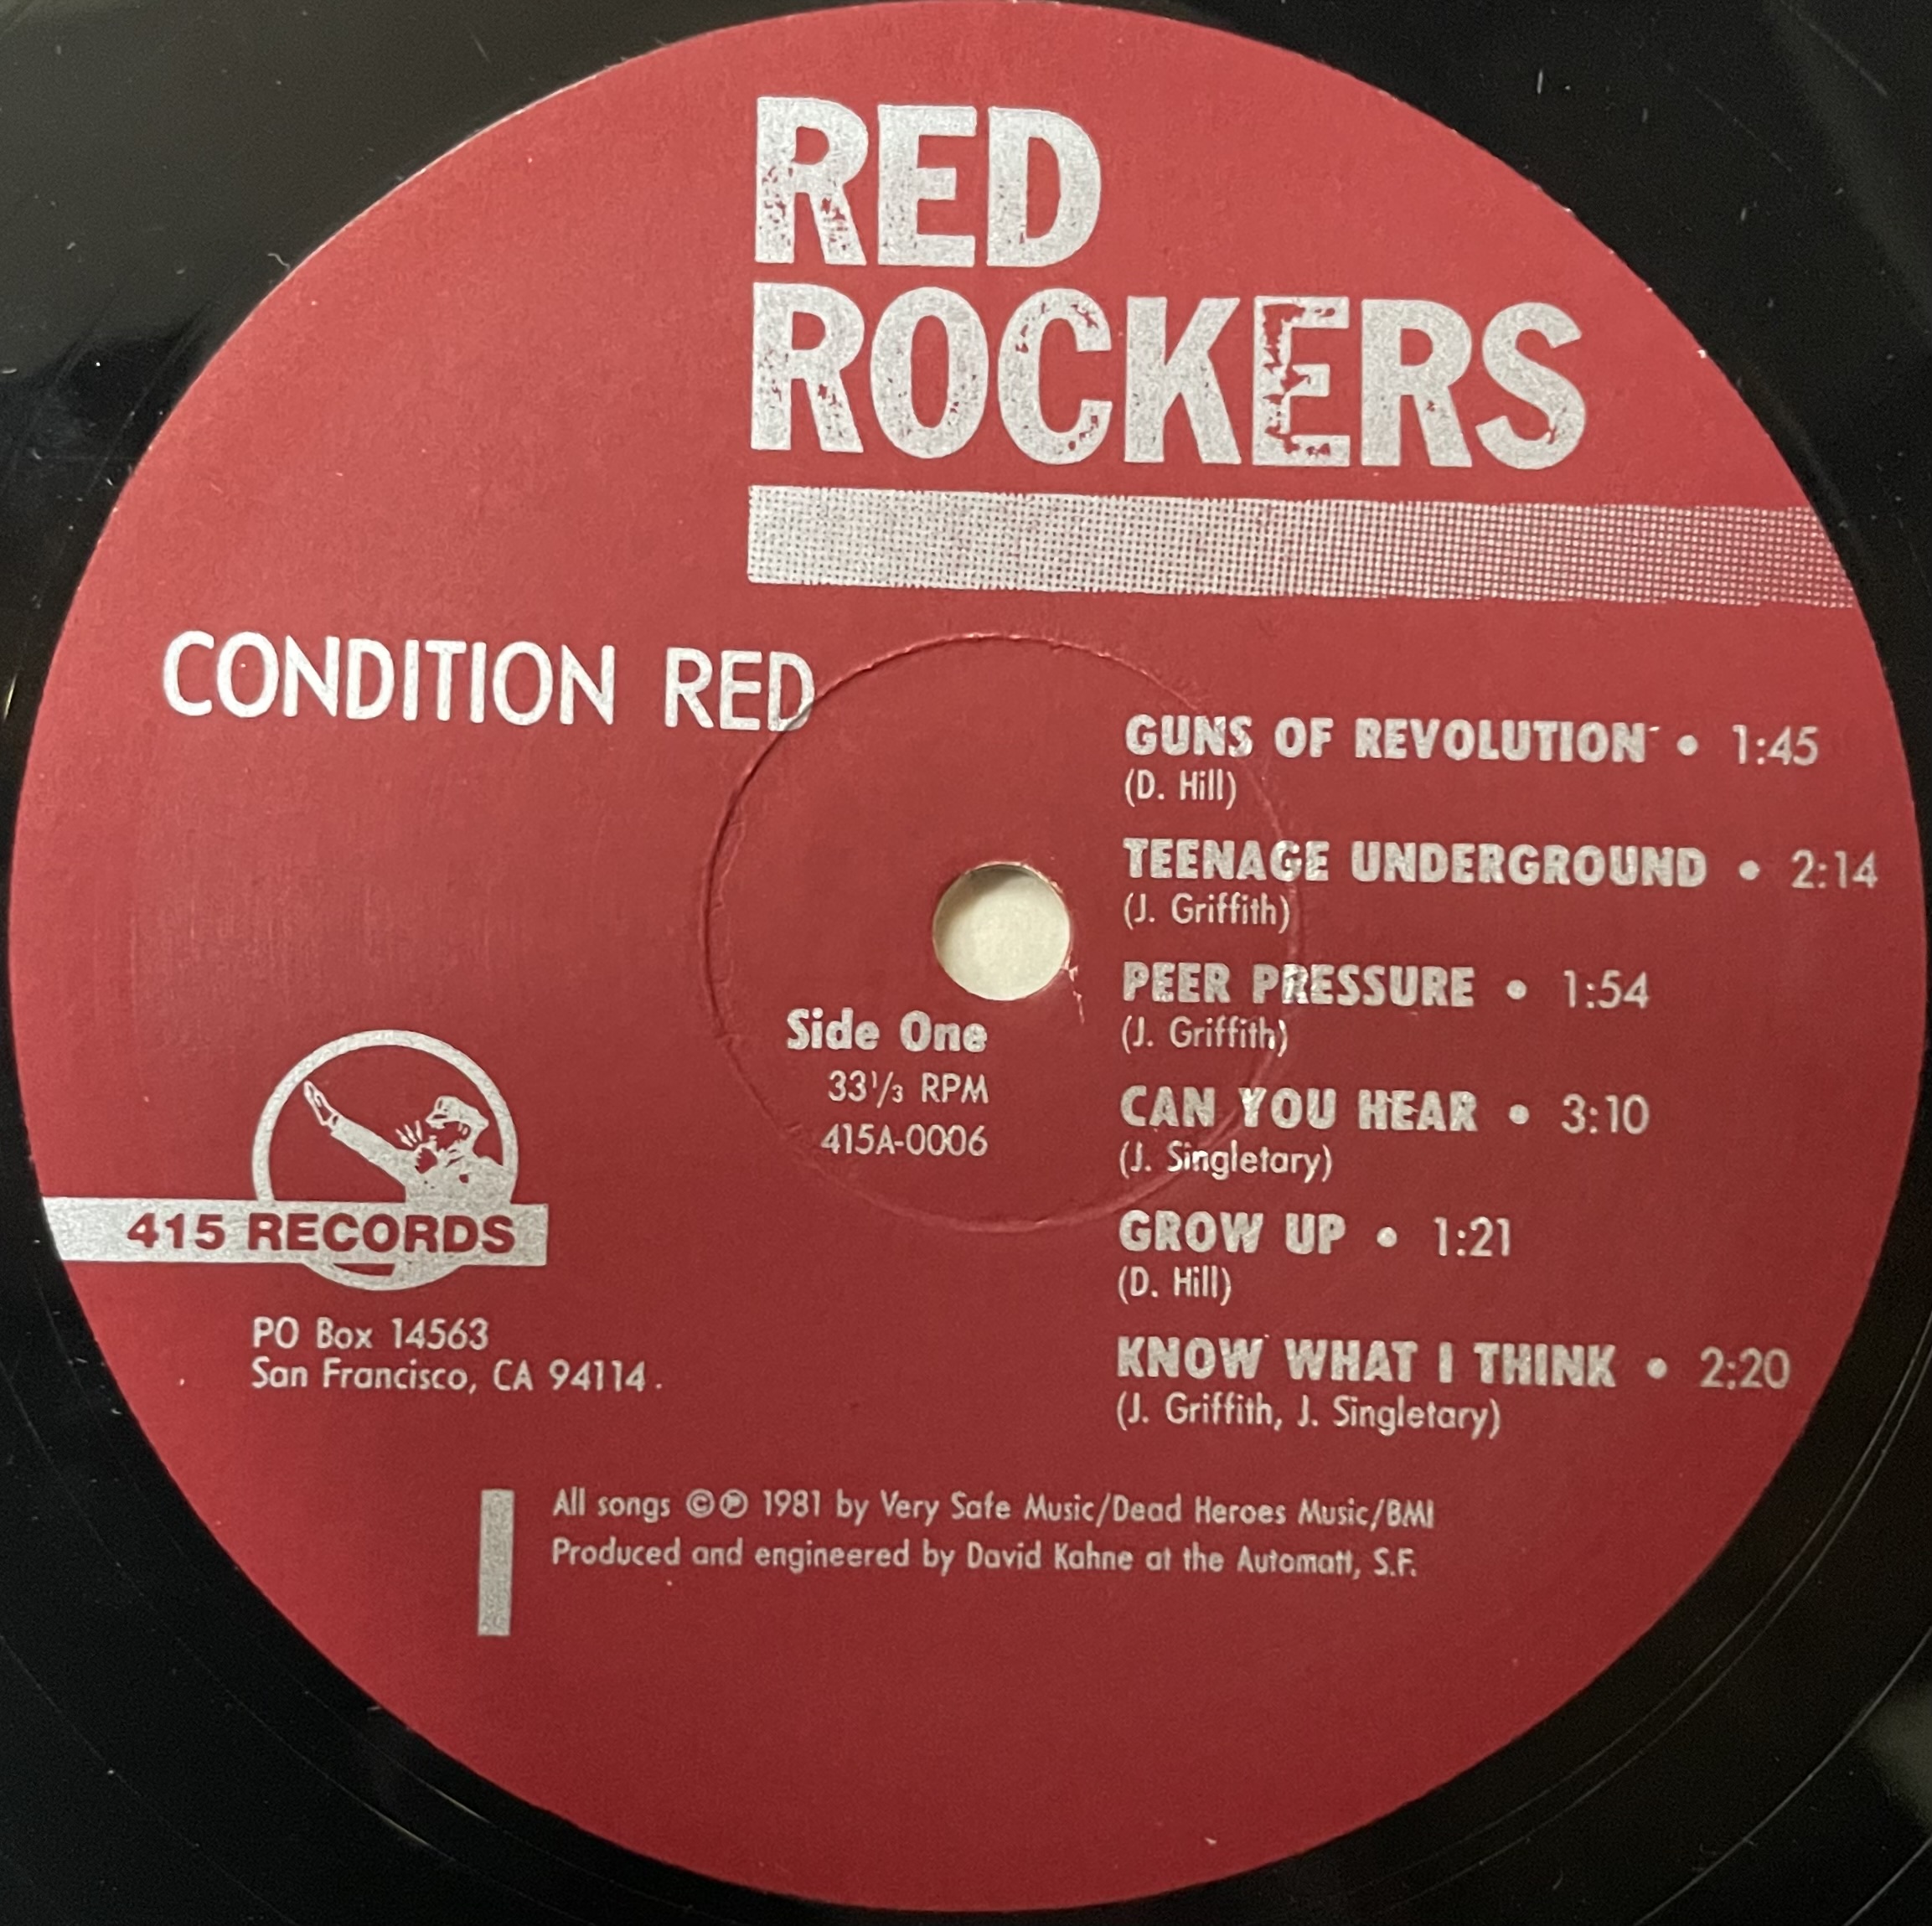 RED
ROCKERS
CONDITION RED
GUNS OF REVOLUTION • 1:45
(D. Hill)
TEENAGE UNDERGROUND • 2:14
(J. Griffith)
PEER PRESSURE • 1:54
(J. Griffith)
CAN YOU HEAR • 3:10
(J. Singletary)
GROW UP • 1:21
(D. Hill)
KNOW WHAT I THINK • 2:20
(J. Griffith, J. Singletary)
Side One
33⅓ RPM
415A-0006
415 RECORDS
PO Box 14563
San Francisco, CA 94114
All songs ©℗ 1981 by Very Safe Music/Dead Heroes Music/BMI
Produced and engineered by David Kahne at the Automatt, S.F.